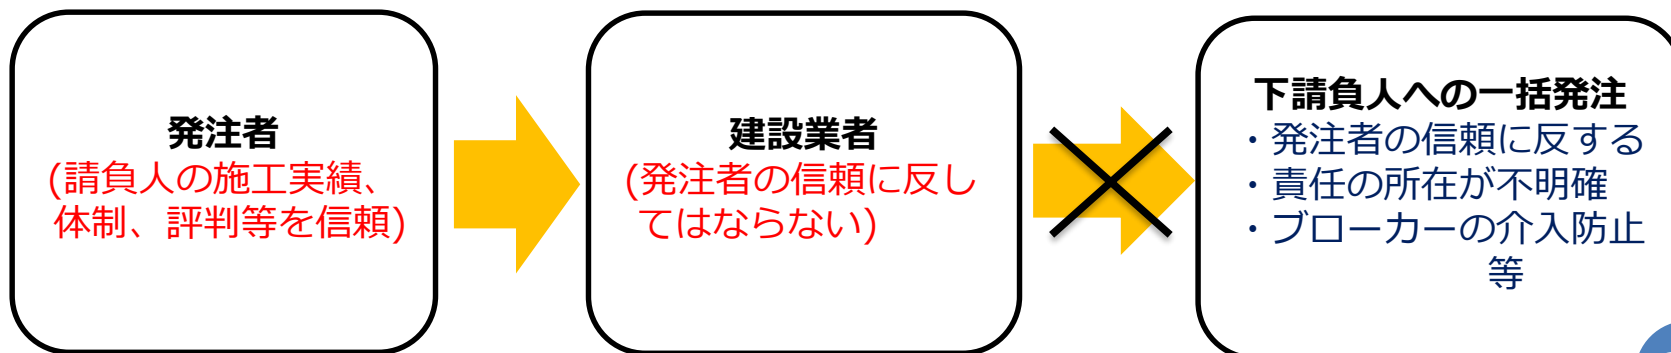 発注者
(請負人の施工実績、
体制、評判等を信頼)
建設業者
(発注者の信頼に反し
てはならない)
下請負人への一括発注
・発注者の信頼に反する
・責任の所在が不明確
・ブローカーの介入防止
等